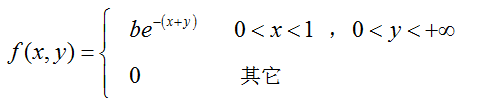 f(x, y) = { be^{-(x+y)}   0 < x < 1 ， 0 < y < +∞
0   其它